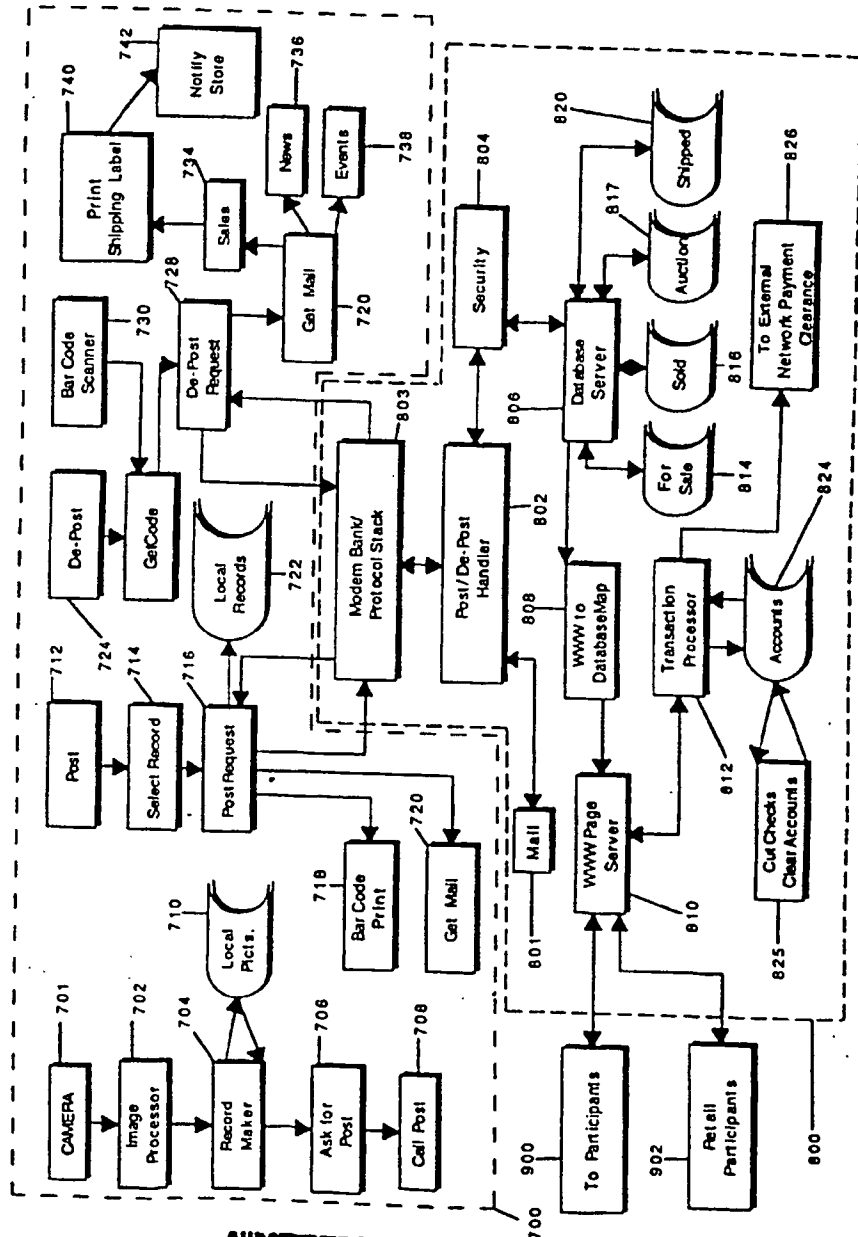 701
CAMERA
702
Image
Processor
704
Record
Maker
710
Local
Picts.
706
Ask for
Post
708
Call Post
700
712
Post
714
Select Record
716
Post Request
722
Local
Records
718
Bar Code
Print
720
Get Mail
724
De-Post
GetCode
730
Bar Code
Scanner
728
De-Post
Request
720
Get Mail
734
Sales
736
News
738
Events
740
Print
Shipping Label
742
Notify
Store
803
Modem Bank/
Protocol Stack
802
Post/De-Post
Handler
804
Security
801
Mail
806
Database
Server
808
WWW to
DatabaseMap
810
WWW Page
Server
814
For
Sale
816
Sold
817
Auction
820
Shipped
812
Transaction
Processor
824
Accounts
825
Cut Checks
Clear Accounts
826
To External
Network Payment
Clearance
900
To Participants
902
Retail
Participants
800